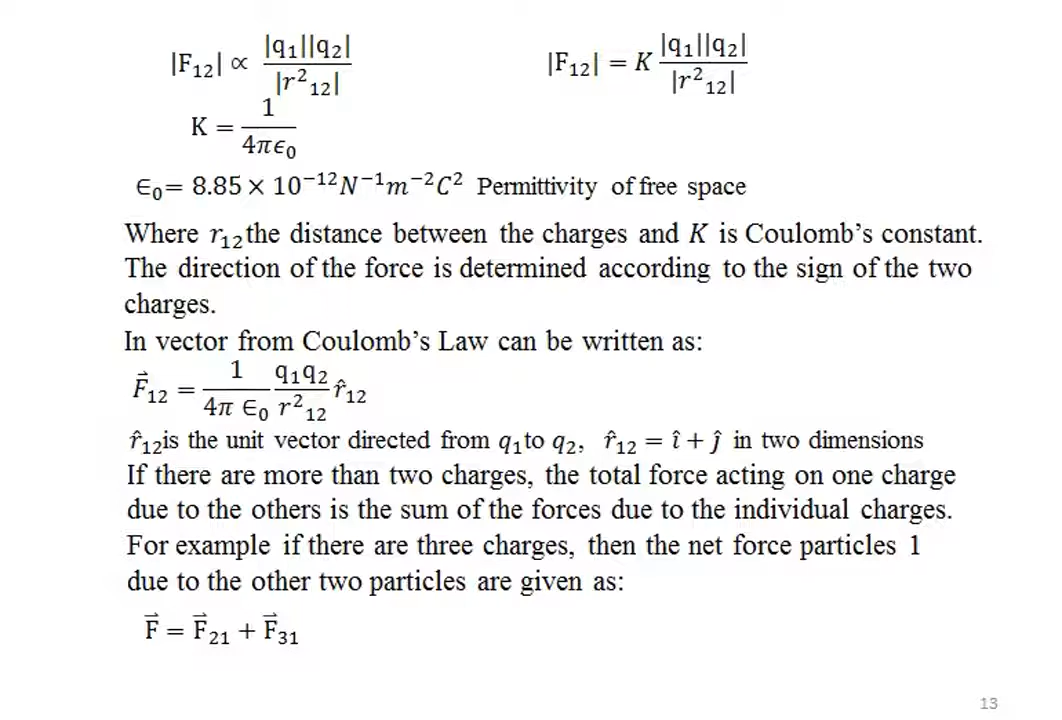 |F₁₂| ∝ |q₁||q₂| / |r²₁₂|   |F₁₂| = K |q₁||q₂| / |r²₁₂|
K = 1 / 4πϵ₀
∈₀= 8.85 × 10⁻¹²N⁻¹m⁻²C² Permittivity of free space
Where r₁₂the distance between the charges and K is Coulomb’s constant.
The direction of the force is determined according to the sign of the two
charges.
In vector from Coulomb’s Law can be written as:
F⃗₁₂ = 1 / 4π ∈₀ q₁q₂ / r²₁₂ r̂₁₂
r̂₁₂is the unit vector directed from q₁to q₂, r̂₁₂ = î + ĵ in two dimensions
If there are more than two charges, the total force acting on one charge
due to the others is the sum of the forces due to the individual charges.
For example if there are three charges, then the net force particles 1
due to the other two particles are given as:
F⃗ = F⃗₂₁ + F⃗₃₁
13